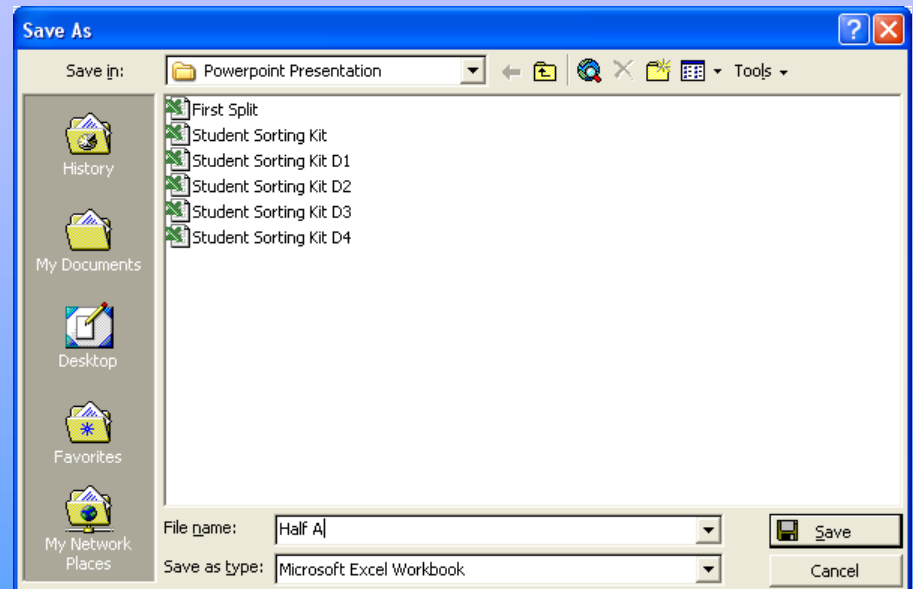 Save As
Save in:
Powerpoint Presentation
Tools
History
My Documents
Desktop
Favorites
My Network
Places
First Split
Student Sorting Kit
Student Sorting Kit D1
Student Sorting Kit D2
Student Sorting Kit D3
Student Sorting Kit D4
File name:
Half A
Save
Save as type:
Microsoft Excel Workbook
Cancel